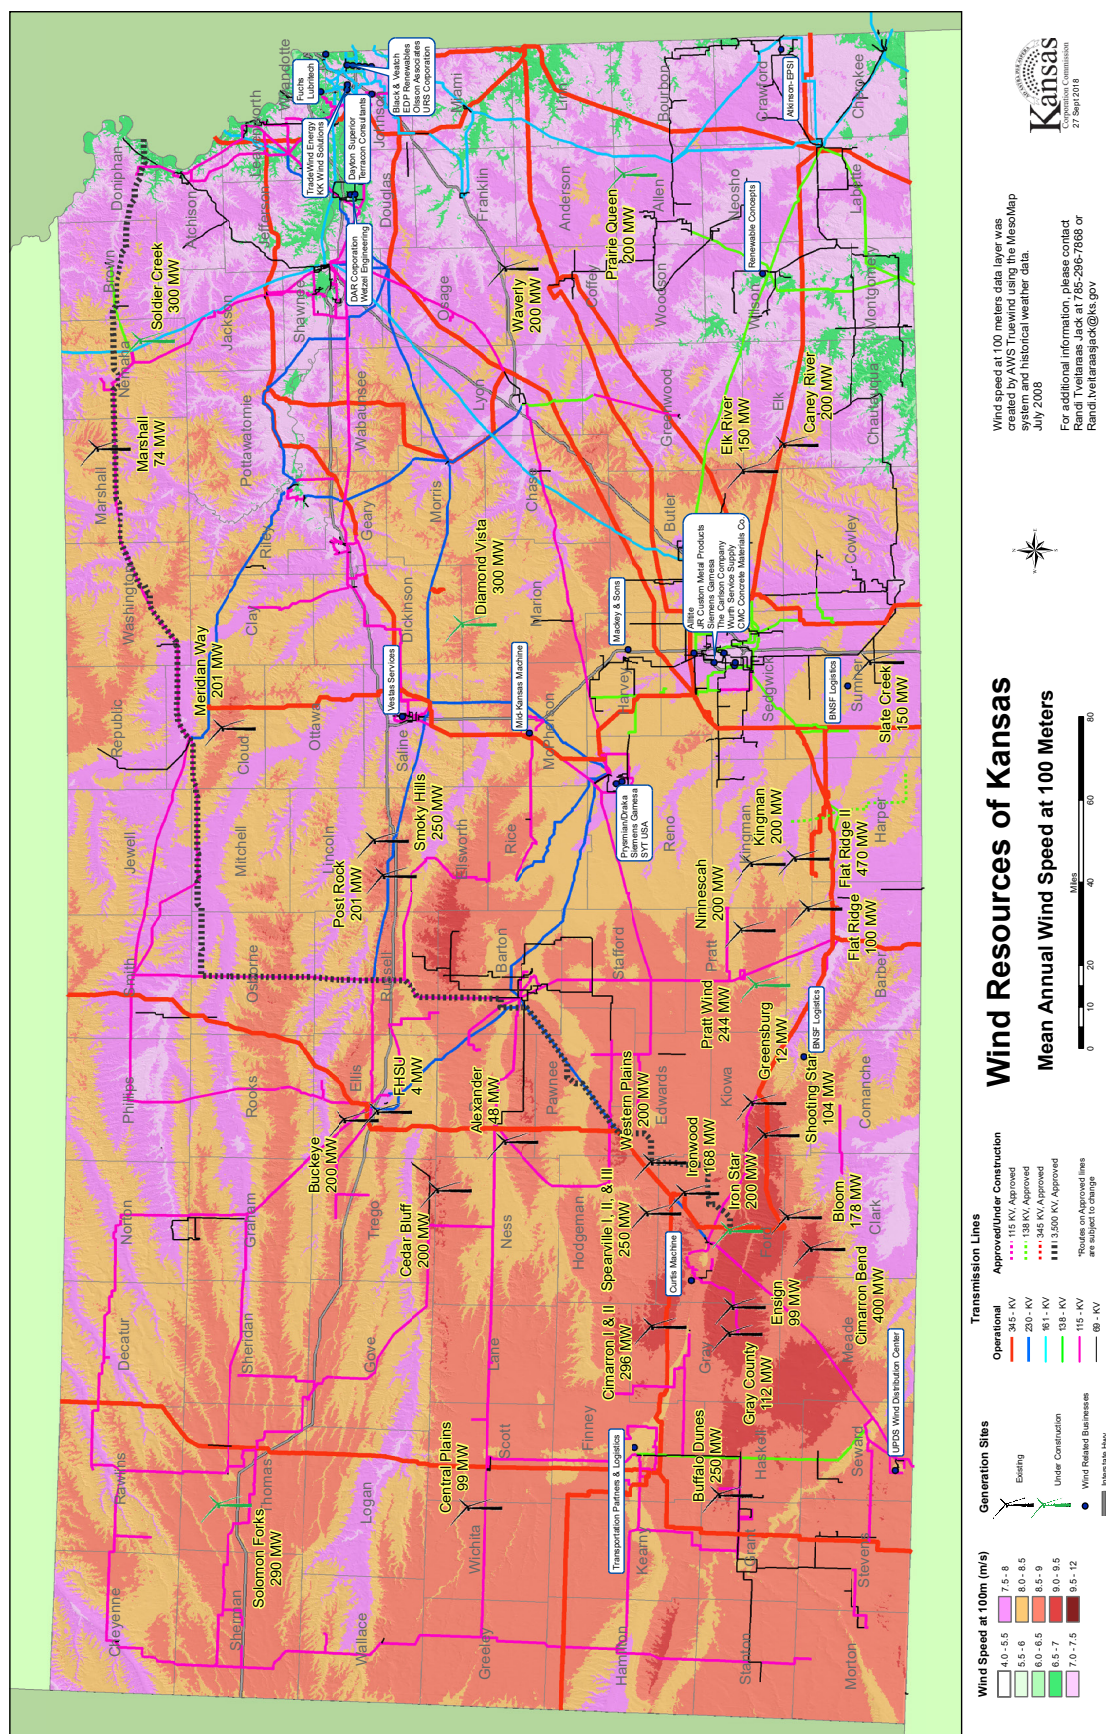 Wind Resources of Kansas
Mean Annual Wind Speed at 100 Meters
0
10
20
40
60
80
Miles
Kansas
Corporation Commission
27 Sept 2018
Wind speed at 100 meters data layer was
created by AWS Truewind using the MesoMap
system and historical weather data.
July 2008
For additional information, please contact
Randi Tveitaraas Jack at 785-296-7868 or
Randi.tveitaraasjack@ks.gov
Wind Speed at 100m (m/s)
4.0 - 5.5
5.5 - 6
6.0 - 6.5
6.5 - 7
7.0 - 7.5
7.5 - 8
8.0 - 8.5
8.5 - 9
9.0 - 9.5
9.5 - 12
Generation Sites
Existing
Under Construction
Wind Related Businesses
Interstate Hwy
Transmission Lines
Operational
345 - KV
230 - KV
161 - KV
138 - KV
115 - KV
69 - KV
Approved/Under Construction
115 KV, Approved
138 KV, Approved
345 KV, Approved
3,500 KV, Approved
*Routes on Approved lines
are subject to change
Cheyenne
Rawlins
Decatur
Norton
Phillips
Smith
Jewell
Republic
Washington
Marshall
Nemaha
Brown
Doniphan
Sherman
Thomas
Sheridan
Graham
Rooks
Osborne
Mitchell
Cloud
Clay
Riley
Pottawatomie
Jackson
Atchison
Jefferson
Leavenworth
Wyandotte
Wallace
Logan
Gove
Trego
Ellis
Russell
Lincoln
Ottawa
Saline
Dickinson
Geary
Wabaunsee
Shawnee
Douglas
Johnson
Greeley
Wichita
Scott
Lane
Ness
Barton
Ellsworth
Rice
McPherson
Marion
Morris
Chase
Lyon
Osage
Franklin
Miami
Hamilton
Kearny
Finney
Hodgeman
Pawnee
Edwards
Stafford
Reno
Harvey
Butler
Greenwood
Coffey
Woodson
Anderson
Allen
Linn
Bourbon
Stanton
Grant
Haskell
Gray
Ford
Kiowa
Pratt
Kingman
Sedgwick
Elk
Wilson
Neosho
Crawford
Morton
Stevens
Seward
Meade
Clark
Comanche
Barber
Harper
Sumner
Cowley
Chautauqua
Montgomery
Labette
Cherokee
Solomon Forks
290 MW
Central Plains
99 MW
Buffalo Dunes
250 MW
Cimarron I & II
296 MW
Gray County
112 MW
Ensign
99 MW
Cimarron Bend
400 MW
Bloom
178 MW
Iron Star
200 MW
Ironwood
168 MW
Spearville I, II, & III
250 MW
Western Plains
200 MW
Shooting Star
104 MW
Greensburg
12 MW
Pratt Wind
244 MW
Ninnescah
200 MW
Flat Ridge
100 MW
Flat Ridge II
470 MW
Kingman
200 MW
Slate Creek
150 MW
Cedar Bluff
200 MW
Buckeye
200 MW
FHSU
4 MW
Alexander
48 MW
Post Rock
201 MW
Smoky Hills
250 MW
Meridian Way
201 MW
Diamond Vista
300 MW
Marshall
74 MW
Soldier Creek
300 MW
Waverly
200 MW
Prairie Queen
200 MW
Elk River
150 MW
Caney River
200 MW
Transportation Partners & Logistics
UPDS Wind Distribution Center
Curtis Machine
BNSF Logistics
BNSF Logistics
Prysmian/Draka
Siemens Gamesa
SYT USA
Mid-Kansas Machine
Vestas Services
Mackey & Sons
Alltite
JR Custom Metal Products
Siemens Gamesa
The Carlson Company
Wurth Service Supply
CMC Concrete Materials Co
Renewable Concepts
Atkinson-EPSI
DAR Corporation
Wetzel Engineering
TradeWind Energy
KK Wind Solutions
Dayton Superior
Terracon Consultants
Fuchs
Lubritech
Black & Veatch
EDP Renewables
Olsson Associates
URS Corporation